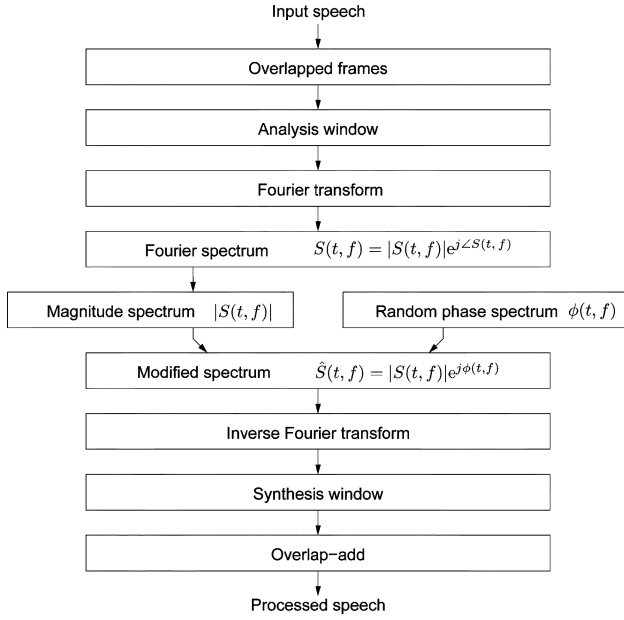 Input speech
Overlapped frames
Analysis window
Fourier transform
Fourier spectrum S(t, f) = |S(t, f)|e^{j∠S(t,f)}
Magnitude spectrum |S(t, f)|
Random phase spectrum ϕ(t, f)
Modified spectrum Ŝ(t, f) = |S(t, f)|e^{jϕ(t,f)}
Inverse Fourier transform
Synthesis window
Overlap−add
Processed speech